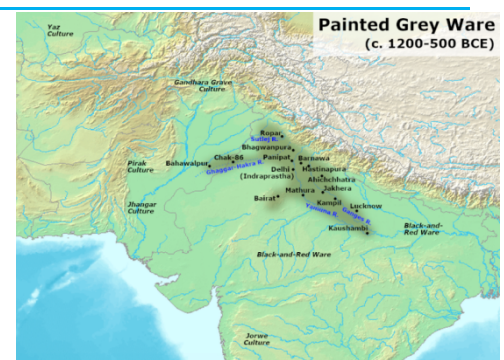 Painted Grey Ware
(c. 1200-500 BCE)
Yaz
Culture
Gandhara Grave
Culture
Ropar
Sutlej R.
Bhagwanpura
Pirak
Culture
Bahawalpur
Chak-86
Ghaggar-Hakra R.
Panipat
Barnawa
Delhi
(Indraprastha)
Hastinapura
Ahichchhatra
Jakhera
Mathura
Jhangar
Culture
Bairat
Kampil
Lucknow
Yamuna R.
Ganges R.
Kaushambi
Black-and-
Red Ware
Black-and-Red Ware
Jorwe
Culture